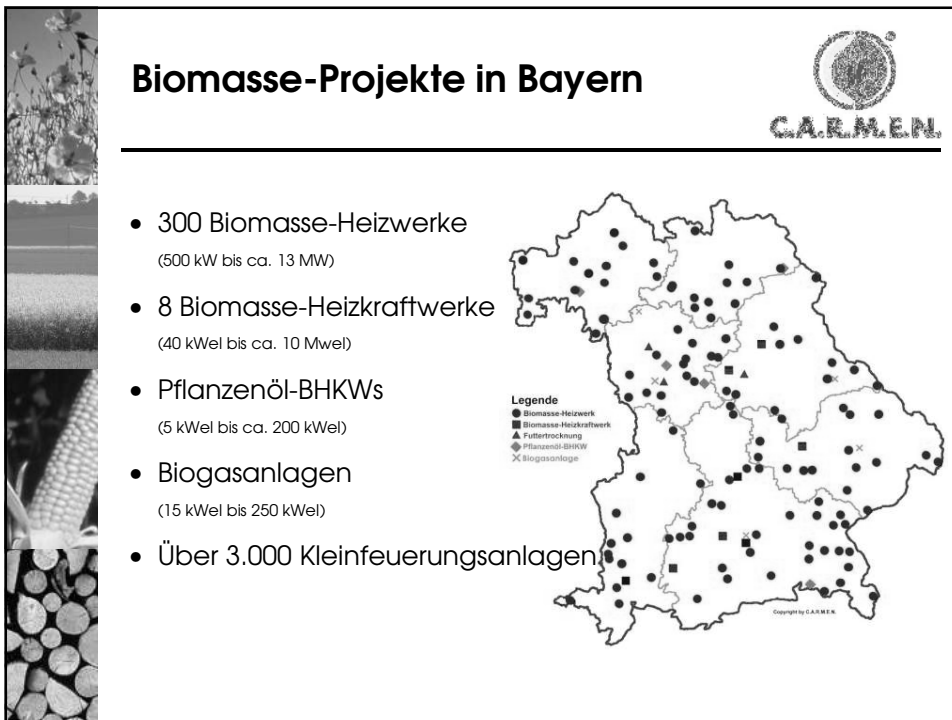 Biomasse-Projekte in Bayern
C.A.R.M.E.N.
• 300 Biomasse-Heizwerke
(500 kW bis ca. 13 MW)
• 8 Biomasse-Heizkraftwerke
(40 kWel bis ca. 10 Mwel)
• Pflanzenöl-BHKWs
(5 kWel bis ca. 200 kWel)
• Biogasanlagen
(15 kWel bis 250 kWel)
• Über 3.000 Kleinfeuerungsanlagen
Legende
Biomasse-Heizwerk
Biomasse-Heizkraftwerk
Futtertrocknung
Pflanzenöl-BHKW
Biogasanlage
Copyright by C.A.R.M.E.N.